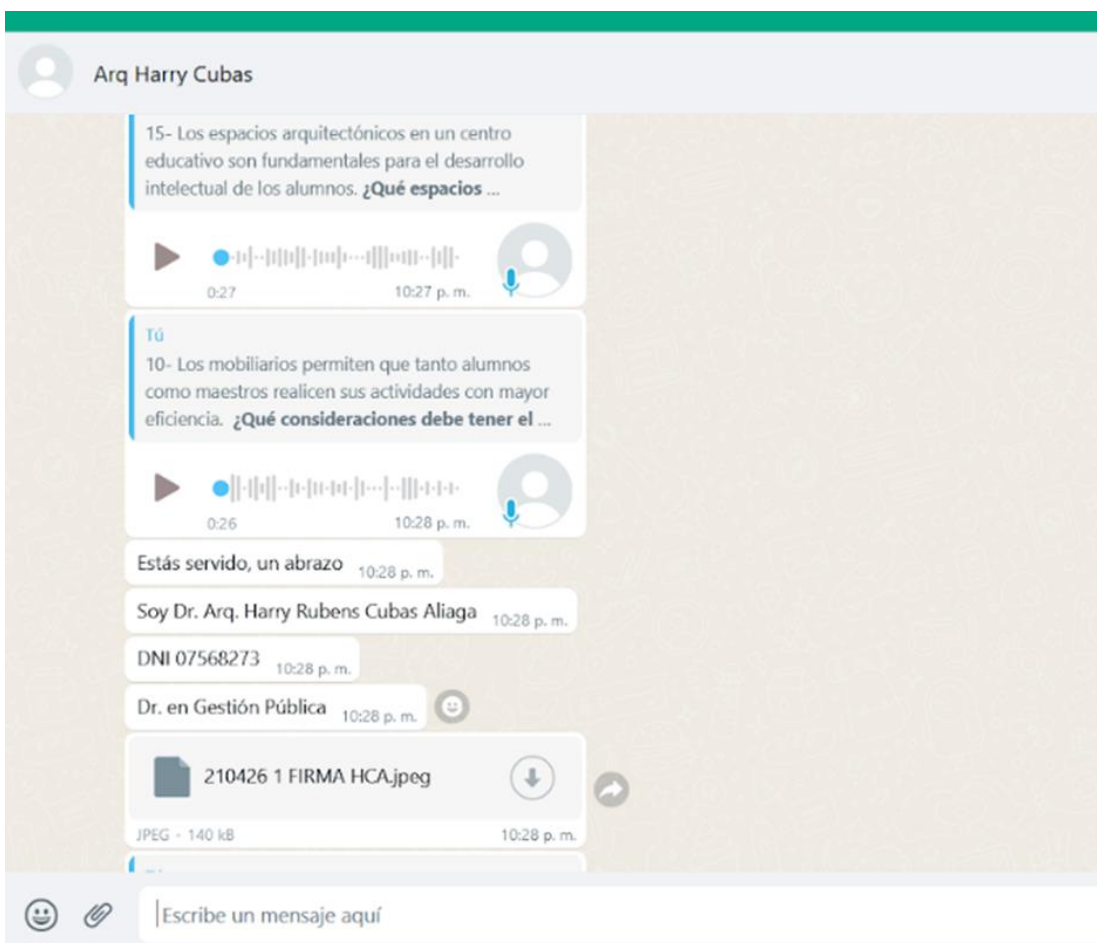 Arq Harry Cubas
15- Los espacios arquitectónicos en un centro
educativo son fundamentales para el desarrollo
intelectual de los alumnos. ¿Qué espacios ...
0:27
10:27 p. m.
Tú
10- Los mobiliarios permiten que tanto alumnos
como maestros realicen sus actividades con mayor
eficiencia. ¿Qué consideraciones debe tener el ...
0:26
10:28 p. m.
Estás servido, un abrazo 10:28 p. m.
Soy Dr. Arq. Harry Rubens Cubas Aliaga 10:28 p. m.
DNI 07568273 10:28 p. m.
Dr. en Gestión Pública 10:28 p. m.
210426 1 FIRMA HCA.jpeg
JPEG - 140 kB
10:28 p. m.
Escribe un mensaje aquí